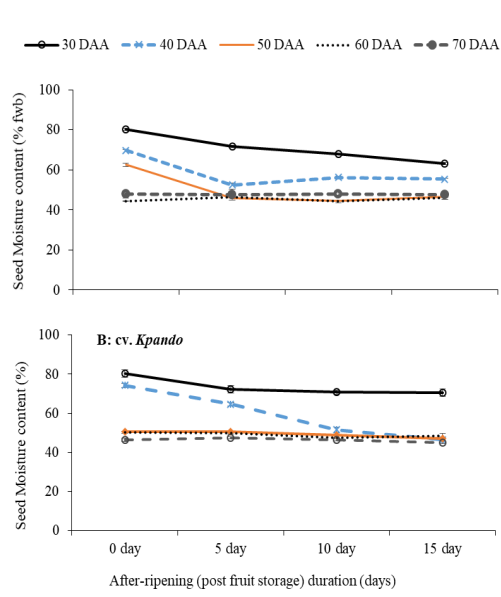 30 DAA 40 DAA 50 DAA 60 DAA 70 DAA
Seed Moisture content (% fwb)
100
80
60
40
20
0
B: cv. Kpando
Seed Moisture content (%)
100
80
60
40
20
0
0 day 5 day 10 day 15 day
After-ripening (post fruit storage) duration (days)